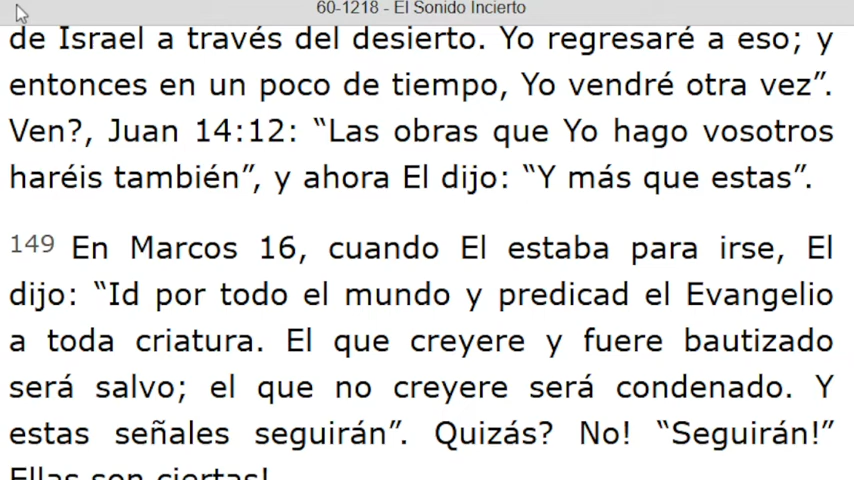 60-1218 - El Sonido Incierto
de Israel a través del desierto. Yo regresaré a eso; y
entonces en un poco de tiempo, Yo vendré otra vez”.
Ven?, Juan 14:12: “Las obras que Yo hago vosotros
haréis también”, y ahora El dijo: “Y más que estas”.
149 En Marcos 16, cuando El estaba para irse, El
dijo: “Id por todo el mundo y predicad el Evangelio
a toda criatura. El que creyere y fuere bautizado
será salvo; el que no creyere será condenado. Y
estas señales seguirán”. Quizás? No! “Seguirán!”
Ellas son ciertas!